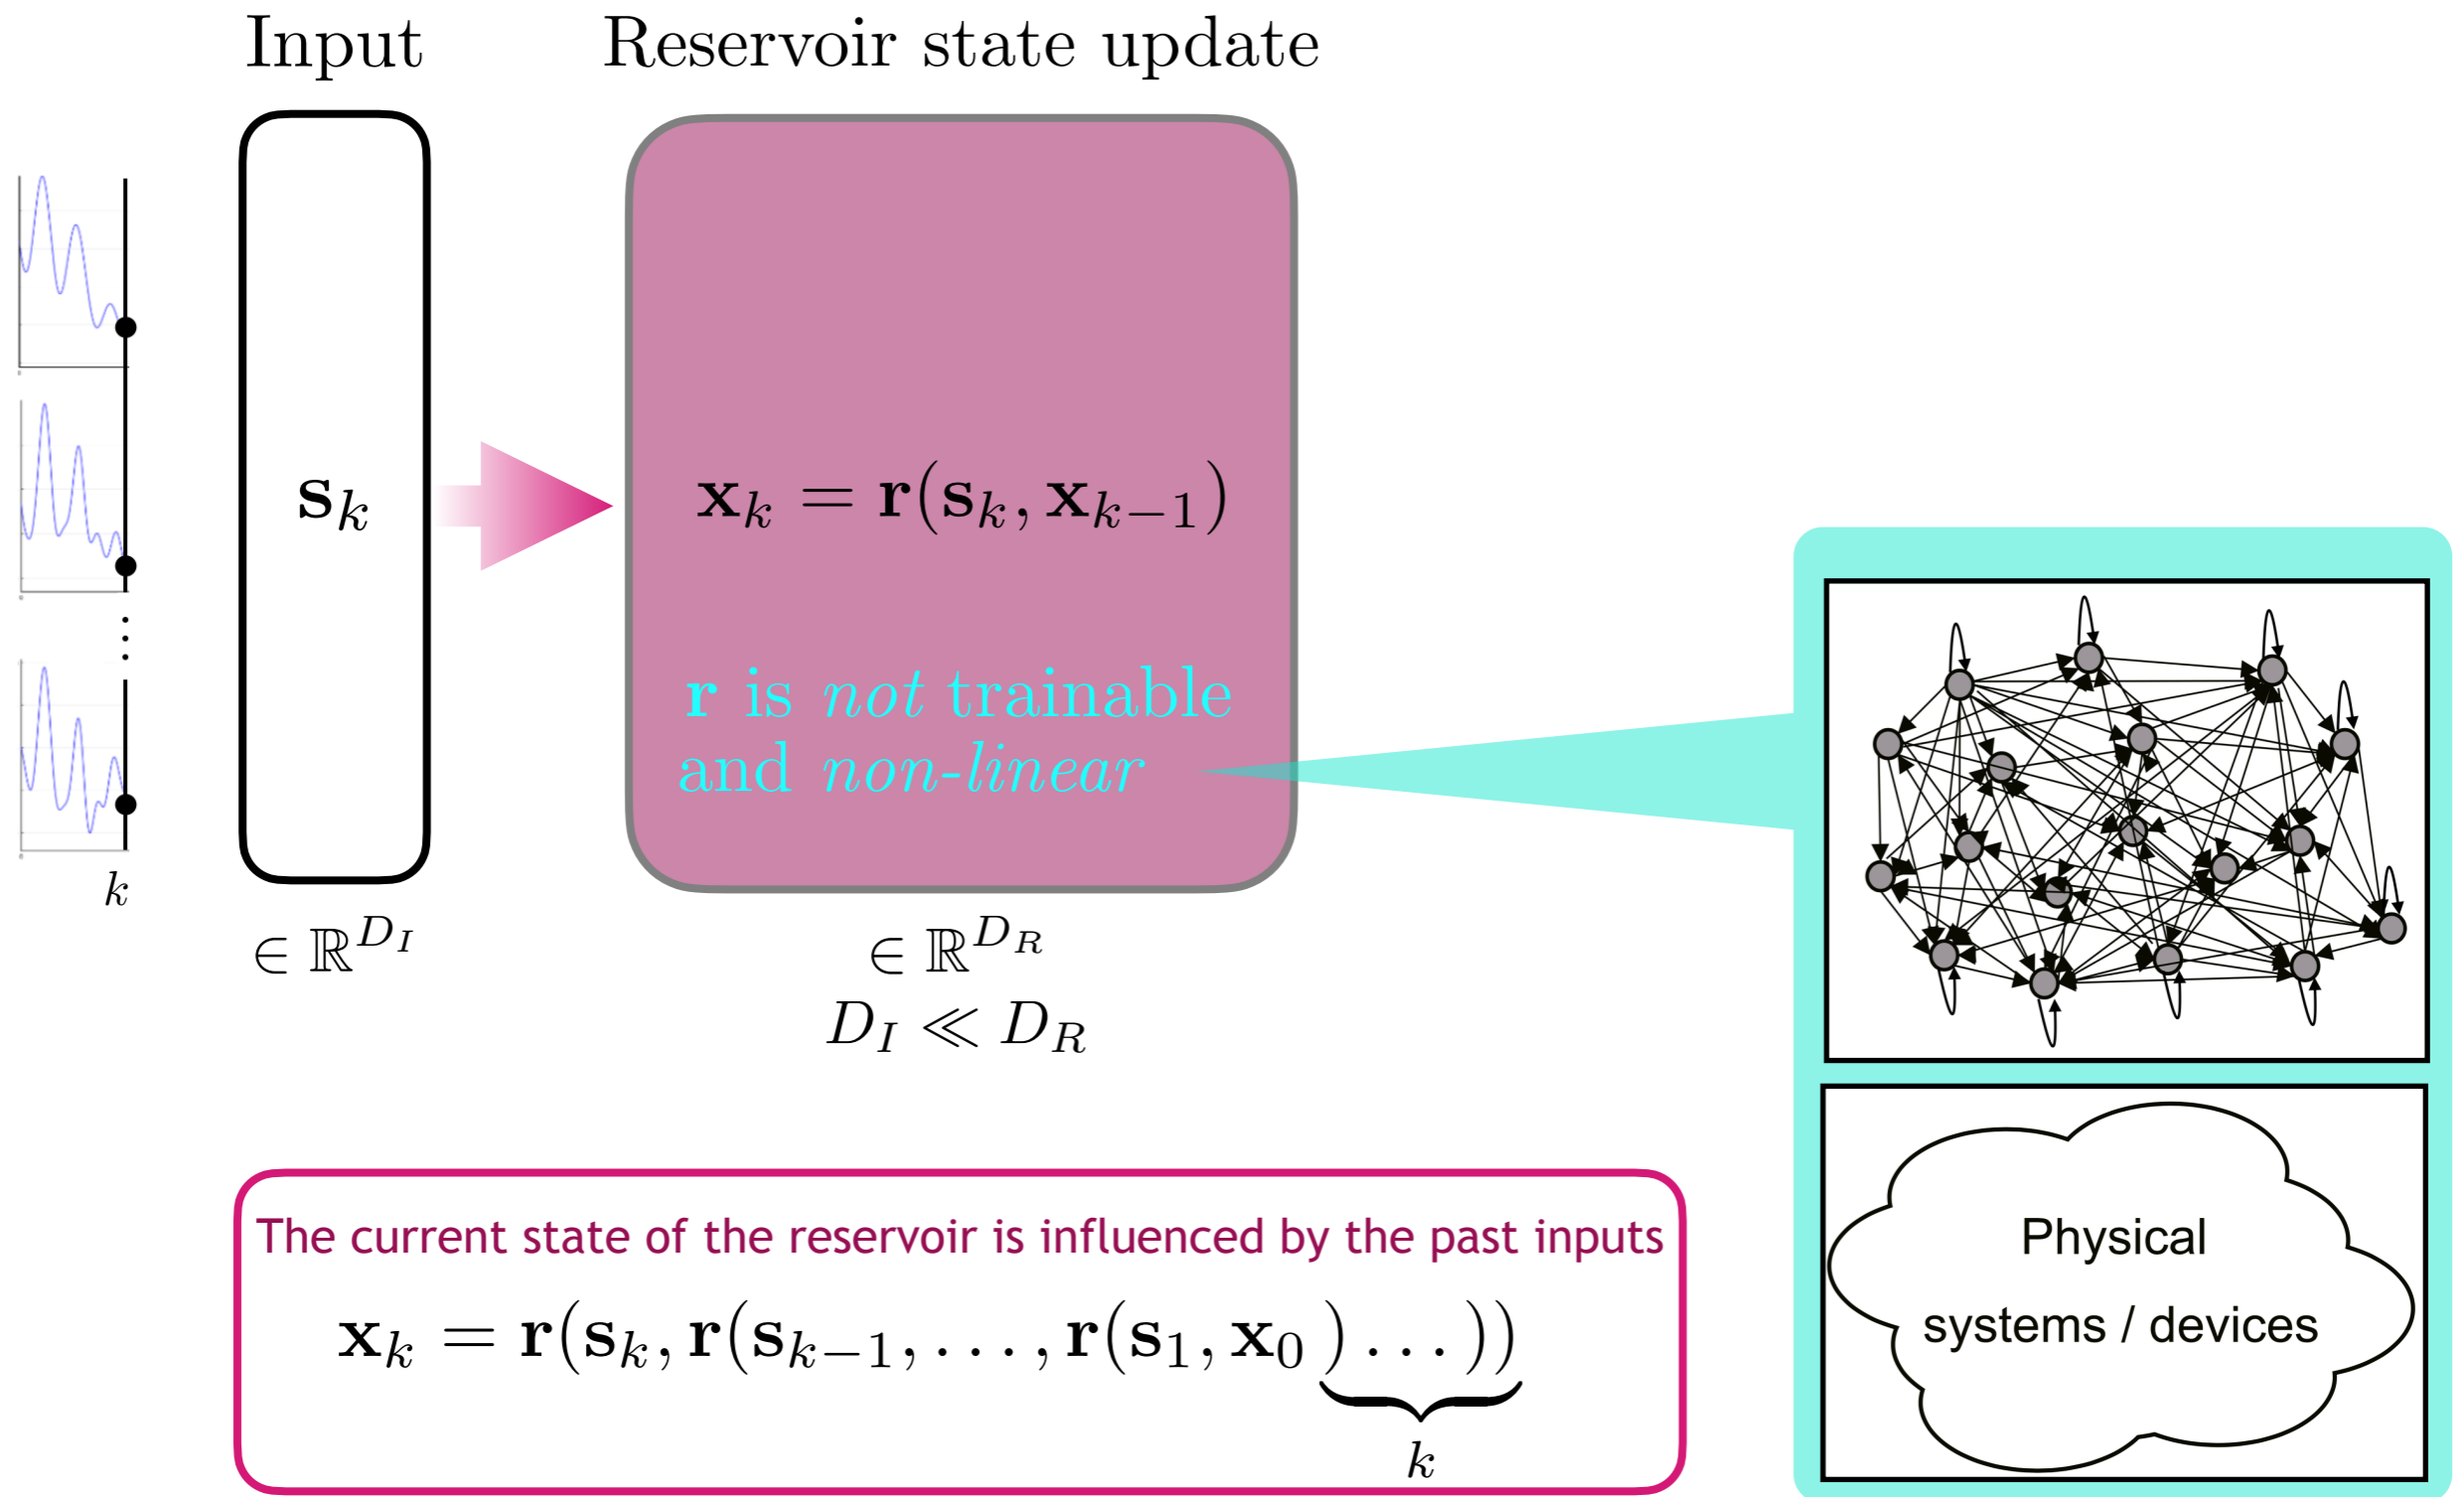 Input
Reservoir state update
s_k
x_k = r(s_k, x_{k−1})
r is not trainable
and non-linear
k
∈ ℝ^{D_I}
∈ ℝ^{D_R}
D_I ≪ D_R
The current state of the reservoir is influenced by the past inputs
x_k = r(s_k, r(s_{k−1}, ..., r(s_1, x_0)...))
k
Physical
systems / devices